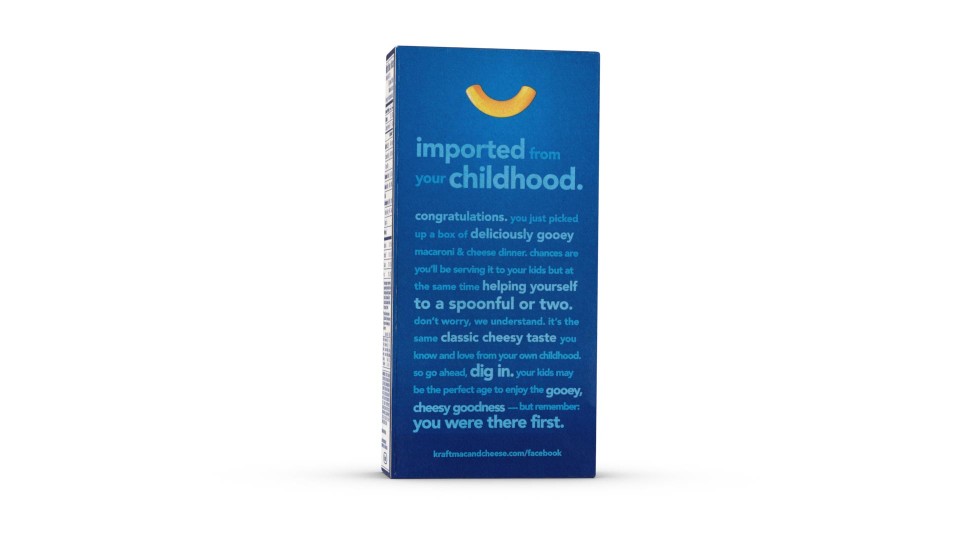 imported from
your childhood.
congratulations. you just picked
up a box of deliciously gooey
macaroni & cheese dinner. chances are
you'll be serving it to your kids but at
the same time helping yourself
to a spoonful or two.
don't worry, we understand. it's the
same classic cheesy taste you
know and love from your own childhood.
so go ahead, dig in. your kids may
be the perfect age to enjoy the gooey,
cheesy goodness — but remember:
you were there first.
kraftmacandcheese.com/facebook